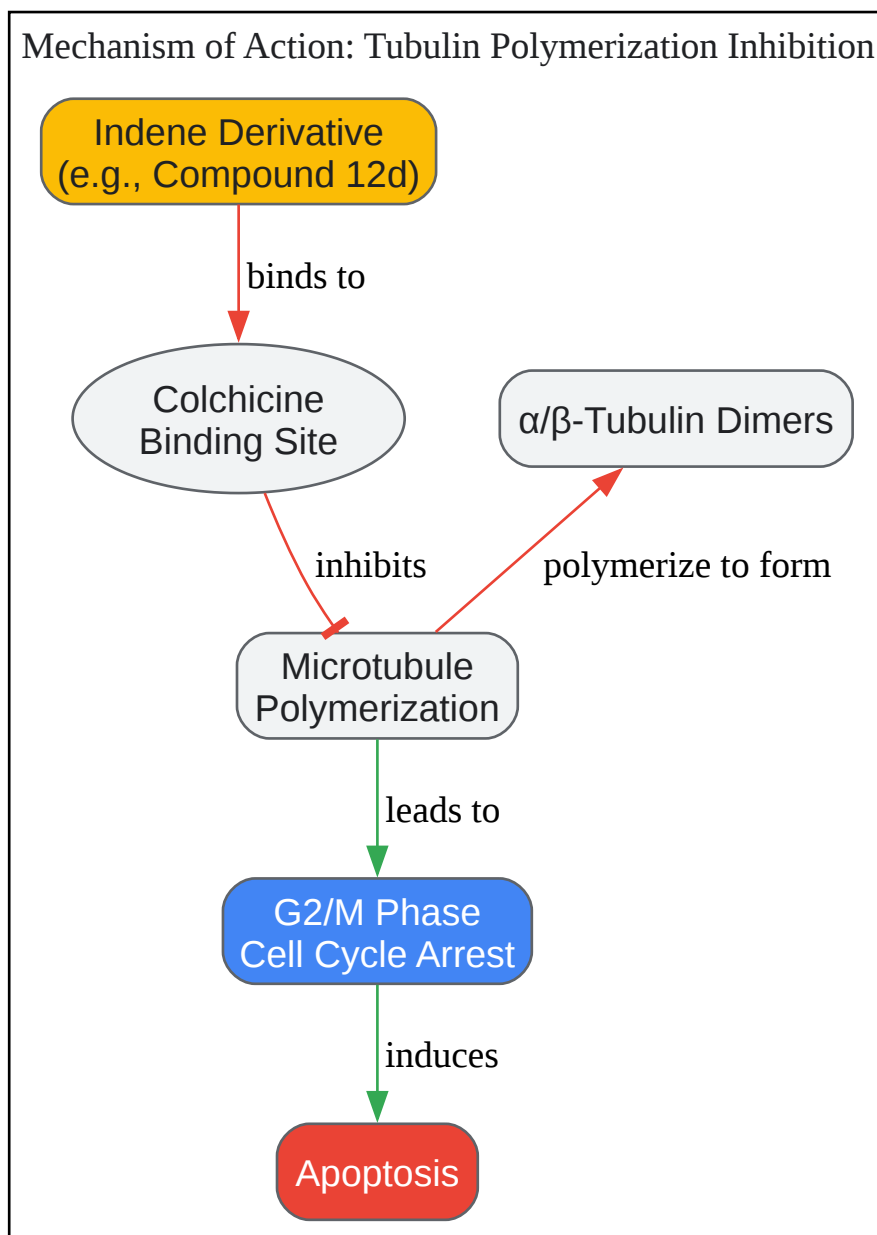 Mechanism of Action: Tubulin Polymerization Inhibition
Indene Derivative
(e.g., Compound 12d)
binds to
Colchicine
Binding Site
α/β-Tubulin Dimers
inhibits
polymerize to form
Microtubule
Polymerization
leads to
G2/M Phase
Cell Cycle Arrest
induces
Apoptosis